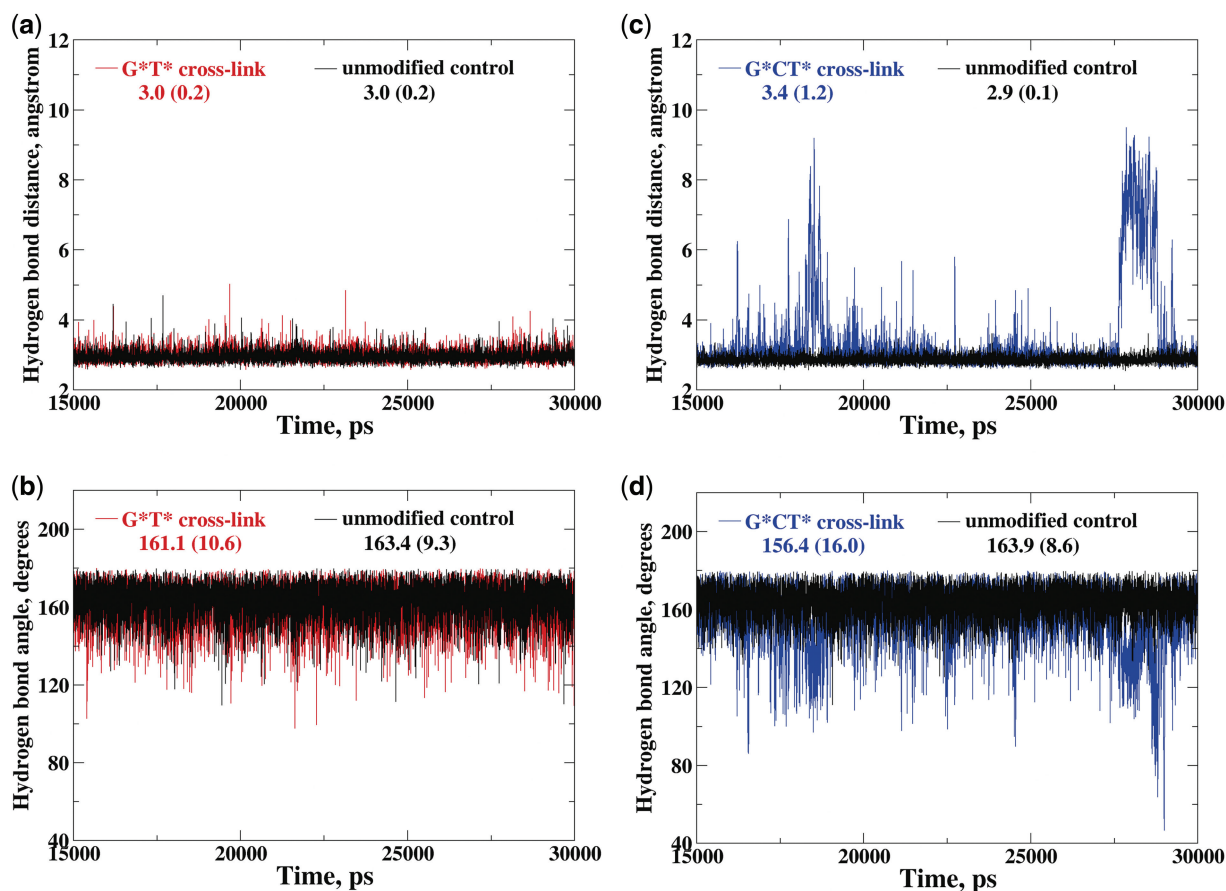 (a)
12
10
8
6
4
2
Hydrogen bond distance, angstrom
G*T* cross-link unmodified control
3.0 (0.2) 3.0 (0.2)
15000 20000 25000 30000
Time, ps
(c)
12
10
8
6
4
2
Hydrogen bond distance, angstrom
G*CT* cross-link unmodified control
3.4 (1.2) 2.9 (0.1)
15000 20000 25000 30000
Time, ps
(b)
200
160
120
80
40
Hydrogen bond angle, degrees
G*T* cross-link unmodified control
161.1 (10.6) 163.4 (9.3)
15000 20000 25000 30000
Time, ps
(d)
200
160
120
80
40
Hydrogen bond angle, degrees
G*CT* cross-link unmodified control
156.4 (16.0) 163.9 (8.6)
15000 20000 25000 30000
Time, ps